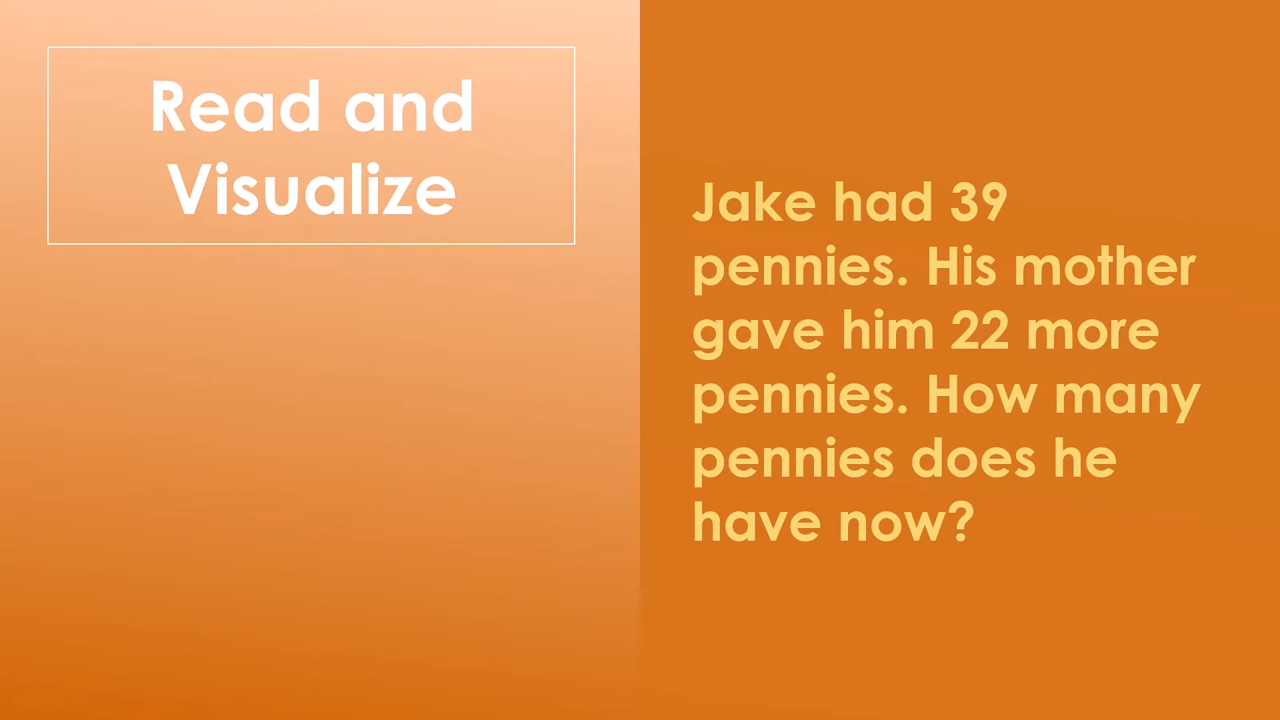 Read and
Visualize
Jake had 39
pennies. His mother
gave him 22 more
pennies. How many
pennies does he
have now?